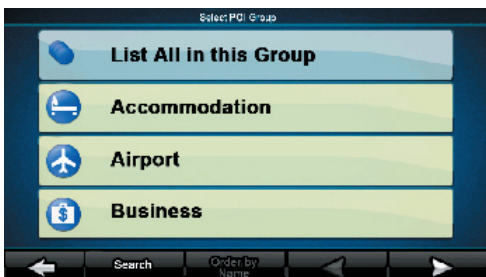 Select POI Group
List All in this Group
Accommodation
Airport
Business
Search
Order by
Name